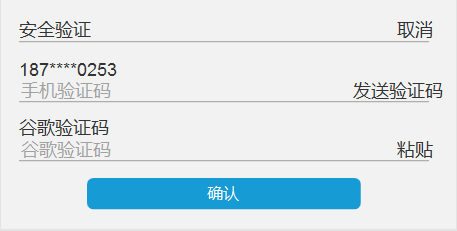 安全验证 取消
187****0253
手机验证码 发送验证码
谷歌验证码
谷歌验证码 粘贴
确认